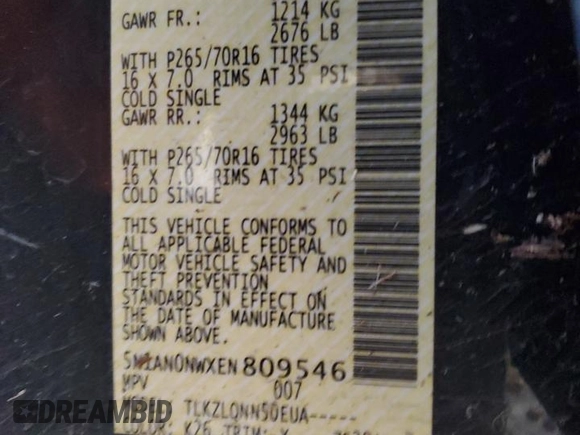 GAWR FR.: 1214 KG
2676 LB
WITH P265/70R16 TIRES
16 X 7.0 RIMS AT 35 PSI
COLD SINGLE
GAWR RR.: 1344 KG
2963 LB
WITH P265/70R16 TIRES
16 X 7.0 RIMS AT 35 PSI
COLD SINGLE
THIS VEHICLE CONFORMS TO
ALL APPLICABLE FEDERAL
MOTOR VEHICLE SAFETY AND
THEFT PREVENTION
STANDARDS IN EFFECT ON
THE DATE OF MANUFACTURE
SHOWN ABOVE.
5N1AN0NWXEN809546
MPV 007
TLKZLQNN50EUA-----
K26 TRIM:
DREAMBID